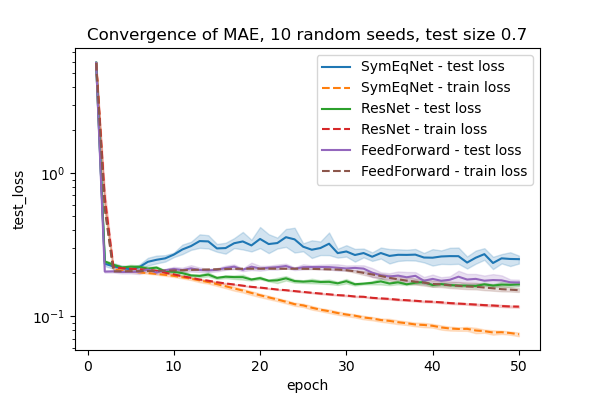 Convergence of MAE, 10 random seeds, test size 0.7
SymEqNet - test loss
SymEqNet - train loss
ResNet - test loss
ResNet - train loss
FeedForward - test loss
FeedForward - train loss
test_loss
10⁰
10⁻¹
0 10 20 30 40 50
epoch